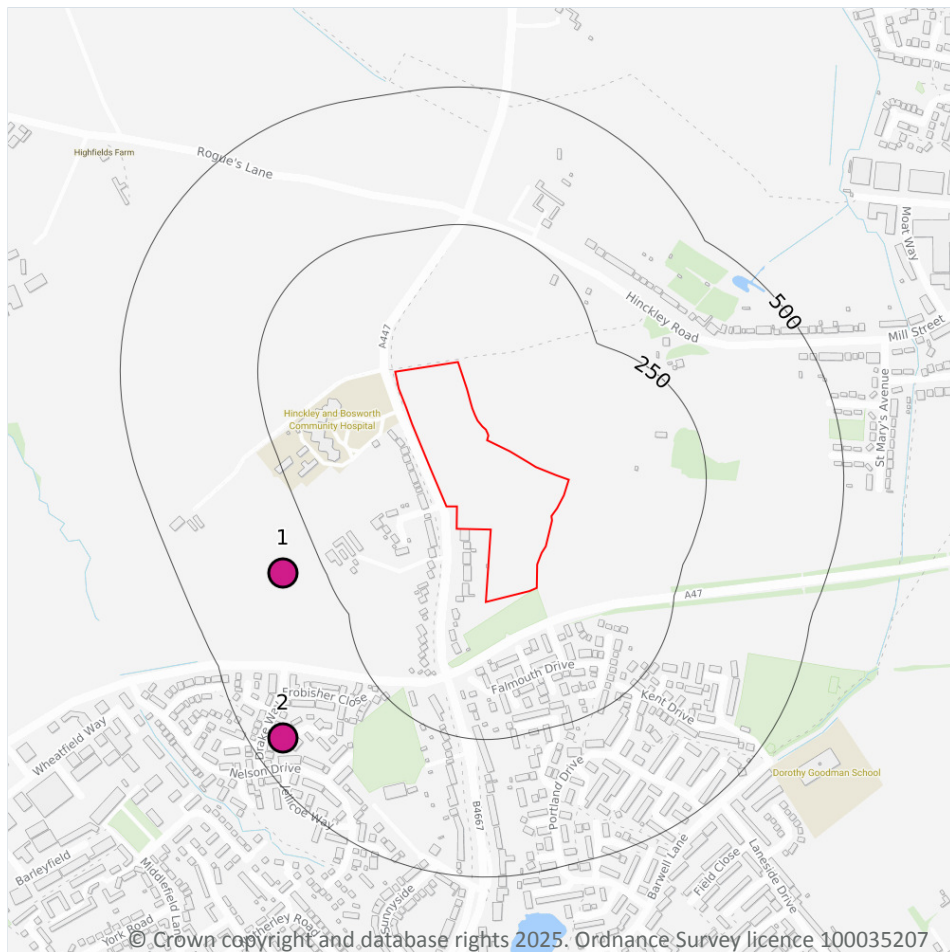 Highfields Farm
Rogue's Lane
Moat Way
500
Hinckley Road
Mill Street
A447
250
St Mary's Avenue
Hinckley and Bosworth
Community Hospital
1
A47
Falmouth Drive
Frobisher Close
Kent Drive
2
Drake Way
Wheatfield Way
Nelson Drive
Jellicoe Way
Dorothy Goodman School
Portland Drive
B4667
Barwell Lane
Laneside Drive
Field Close
Barleyfield
Middlefield Lane
Sunnyside
York Road
© Crown copyright and database rights 2025. Ordnance Survey licence 100035207